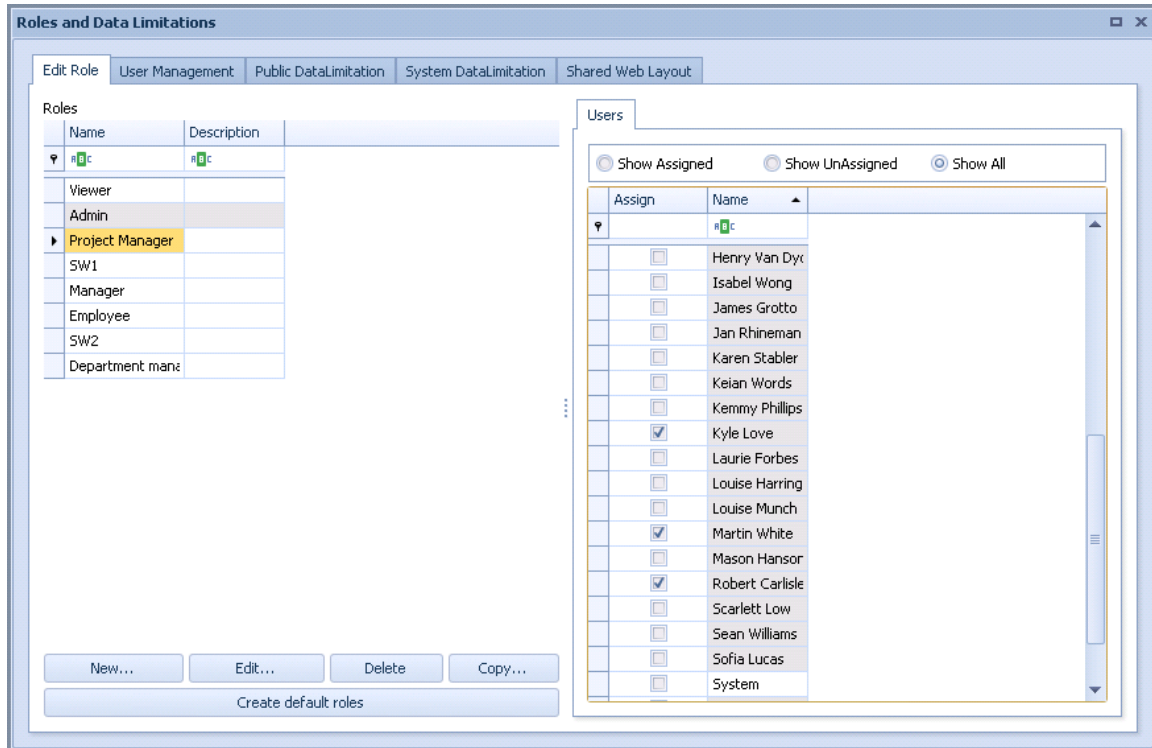 Roles and Data Limitations
Edit Role User Management Public DataLimitation System DataLimitation Shared Web Layout
Roles
Name Description
ABC ABC
Viewer
Admin
Project Manager
SW1
Manager
Employee
SW2
Department mana
New... Edit... Delete Copy...
Create default roles
Users
Show Assigned Show UnAssigned Show All
Assign Name
ABC
Henry Van Dyc
Isabel Wong
James Grotto
Jan Rhineman
Karen Stabler
Keian Words
Kemmy Phillips
Kyle Love
Laurie Forbes
Louise Harring
Louise Munch
Martin White
Mason Hanson
Robert Carlisle
Scarlett Low
Sean Williams
Sofia Lucas
System